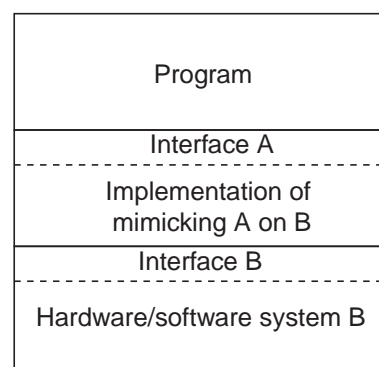 Program
Interface A
Implementation of
mimicking A on B
Interface B
Hardware/software system B